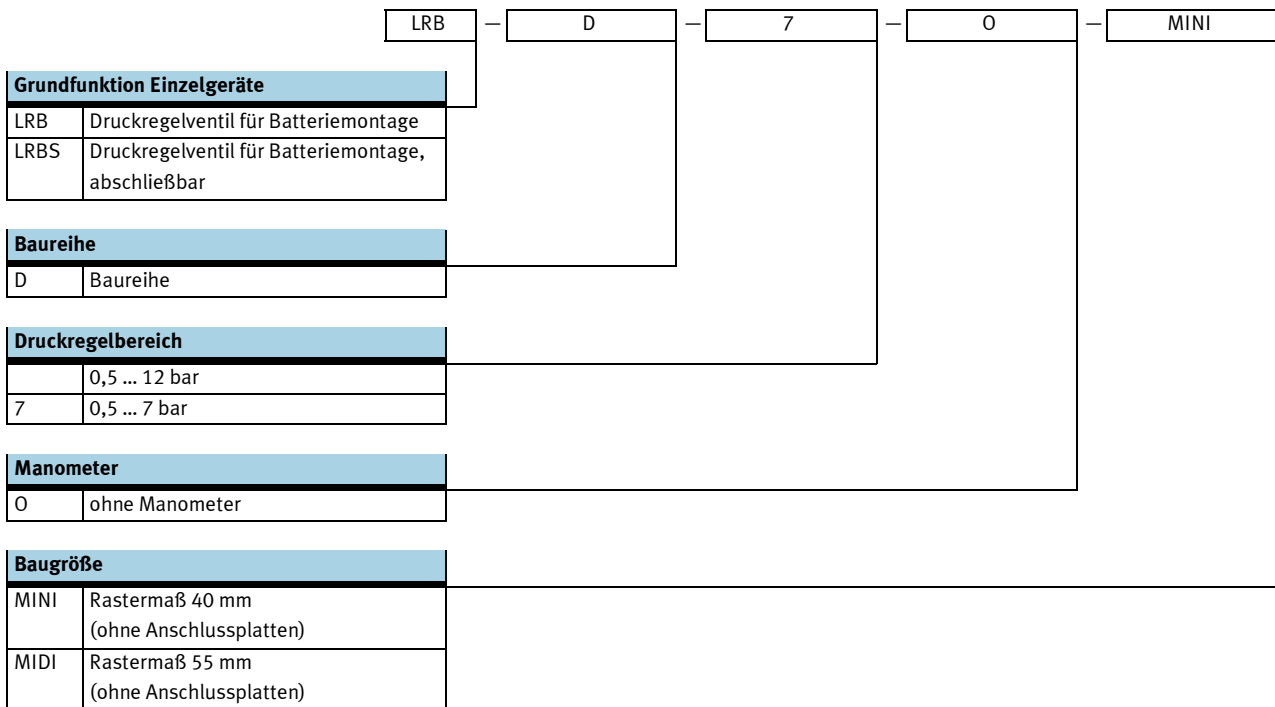 LRB — D — 7 — O — MINI
Grundfunktion Einzelgeräte
LRB Druckregelventil für Batteriemontage
LRBS Druckregelventil für Batteriemontage,
abschließbar
Baureihe
D Baureihe
Druckregelbereich
0,5 ... 12 bar
7 0,5 ... 7 bar
Manometer
O ohne Manometer
Baugröße
MINI Rastermaß 40 mm
(ohne Anschlussplatten)
MIDI Rastermaß 55 mm
(ohne Anschlussplatten)